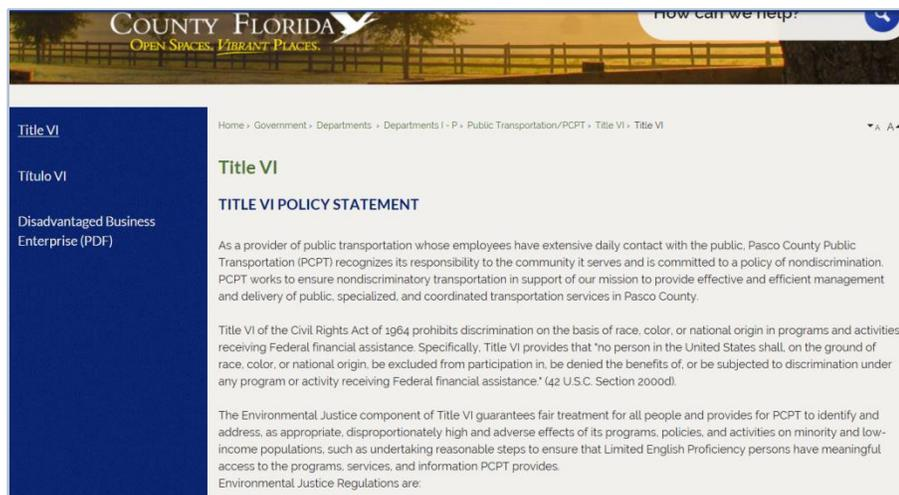 COUNTY FLORIDA
OPEN SPACES. VIBRANT PLACES.
How can we help?
Title VI
Título VI
Disadvantaged Business
Enterprise (PDF)
Home › Government › Departments › Departments I - P › Public Transportation/PCPT › Title VI › Title VI
A A
Title VI
TITLE VI POLICY STATEMENT
As a provider of public transportation whose employees have extensive daily contact with the public, Pasco County Public
Transportation (PCPT) recognizes its responsibility to the community it serves and is committed to a policy of nondiscrimination.
PCPT works to ensure nondiscriminatory transportation in support of our mission to provide effective and efficient management
and delivery of public, specialized, and coordinated transportation services in Pasco County.
Title VI of the Civil Rights Act of 1964 prohibits discrimination on the basis of race, color, or national origin in programs and activities
receiving Federal financial assistance. Specifically, Title VI provides that "no person in the United States shall, on the ground of
race, color, or national origin, be excluded from participation in, be denied the benefits of, or be subjected to discrimination under
any program or activity receiving Federal financial assistance." (42 U.S.C. Section 2000d).
The Environmental Justice component of Title VI guarantees fair treatment for all people and provides for PCPT to identify and
address, as appropriate, disproportionately high and adverse effects of its programs, policies, and activities on minority and low-
income populations, such as undertaking reasonable steps to ensure that Limited English Proficiency persons have meaningful
access to the programs, services, and information PCPT provides.
Environmental Justice Regulations are: